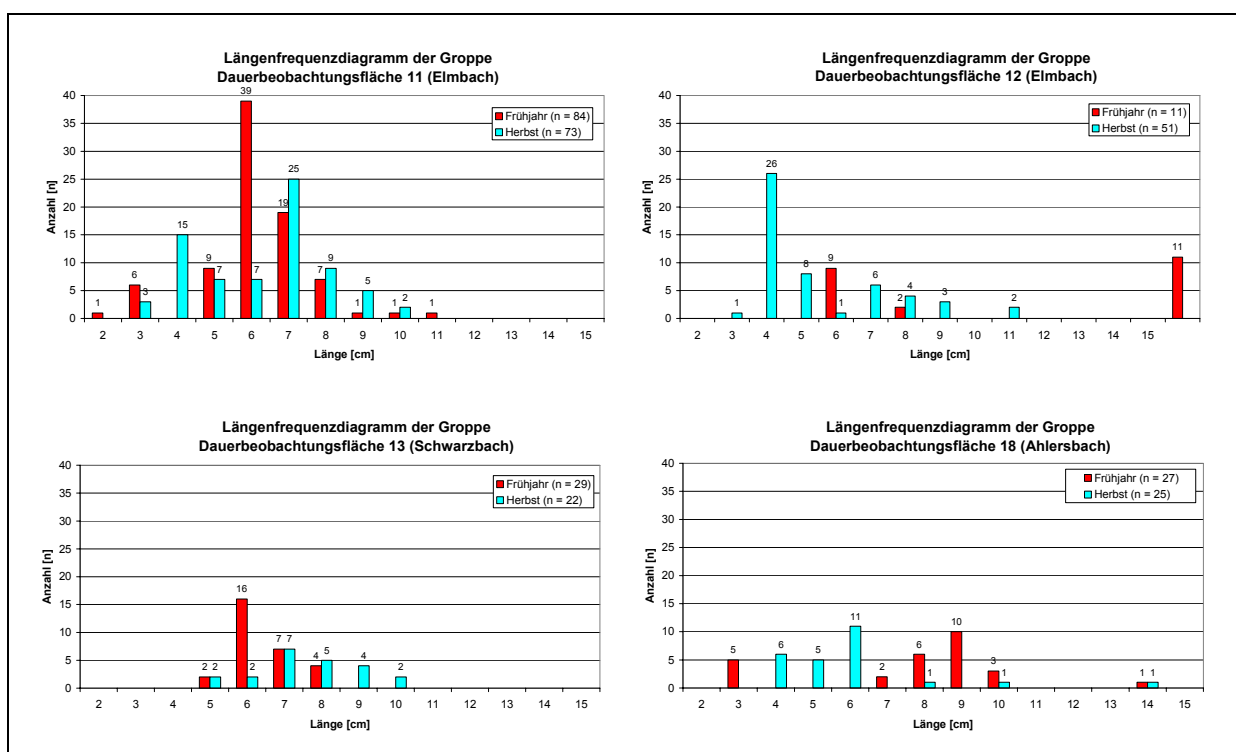 Längenfrequenzdiagramm der Groppe
Dauerbeobachtungsfläche 11 (Elmbach)
Anzahl [n]
40
35
30
25
20
15
10
5
0
39
25
19
15
9
7
7
7
9
6
3
5
1
1
2
1
1
Frühjahr (n = 84)
Herbst (n = 73)
2 3 4 5 6 7 8 9 10 11 12 13 14 15
Länge [cm]
Längenfrequenzdiagramm der Groppe
Dauerbeobachtungsfläche 12 (Elmbach)
Anzahl [n]
40
35
30
25
20
15
10
5
0
1
26
8
9
1
6
2
4
3
2
11
Frühjahr (n = 11)
Herbst (n = 51)
2 3 4 5 6 7 8 9 10 11 12 13 14 15
Länge [cm]
Längenfrequenzdiagramm der Groppe
Dauerbeobachtungsfläche 13 (Schwarzbach)
Anzahl [n]
40
35
30
25
20
15
10
5
0
2 2
16
2
7 7
4
5
4
2
Frühjahr (n = 29)
Herbst (n = 22)
2 3 4 5 6 7 8 9 10 11 12 13 14 15
Länge [cm]
Längenfrequenzdiagramm der Groppe
Dauerbeobachtungsfläche 18 (Ahlersbach)
Anzahl [n]
40
35
30
25
20
15
10
5
0
5
6
5
11
2
6
1
10
3
1
1 1
Frühjahr (n = 27)
Herbst (n = 25)
2 3 4 5 6 7 8 9 10 11 12 13 14 15
Länge [cm]